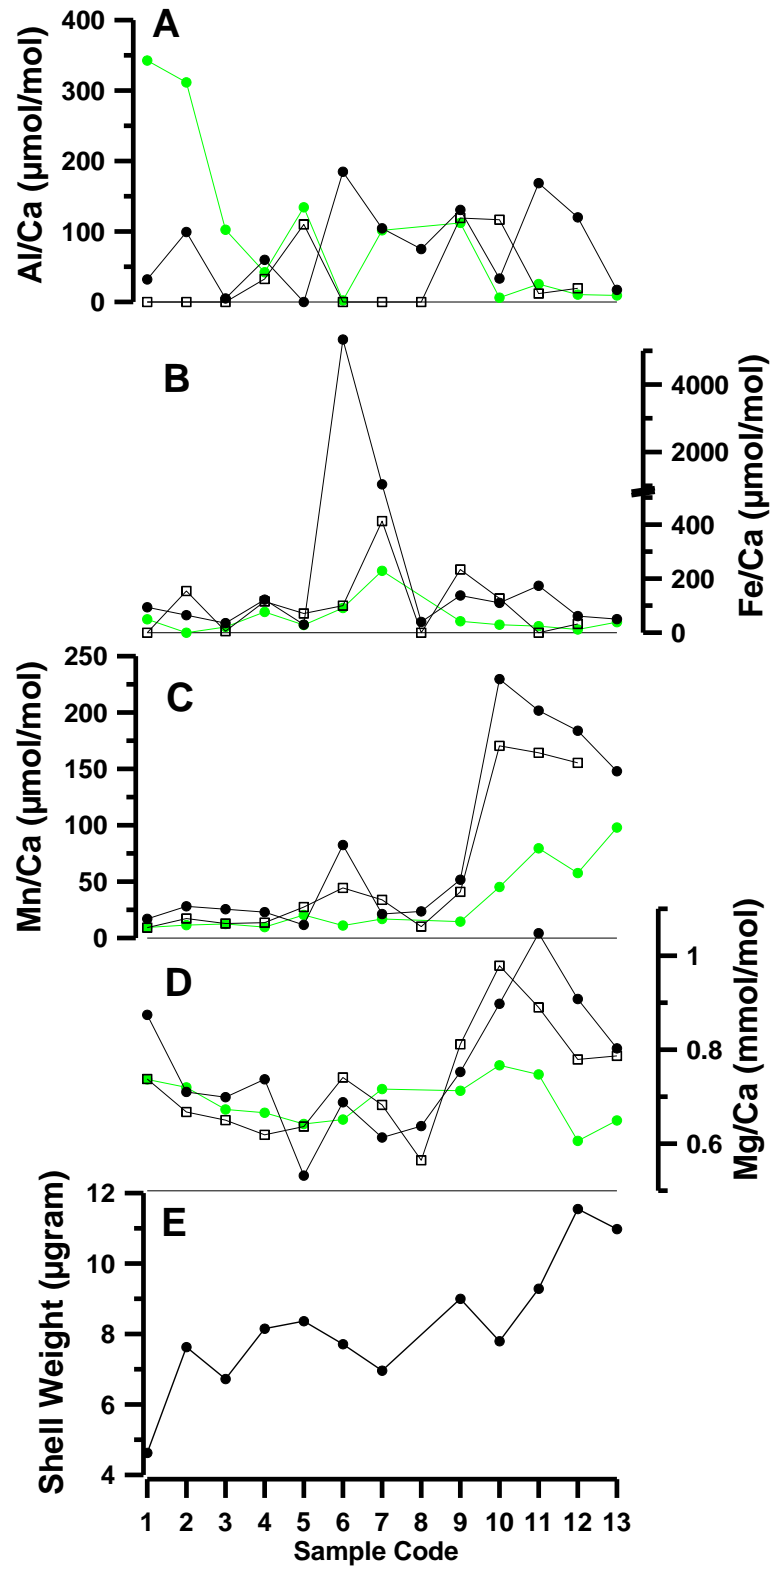 A
400
300
200
100
0
Al/Ca (µmol/mol)
B
4000
2000
400
200
0
Fe/Ca (µmol/mol)
C
250
200
150
100
50
0
Mn/Ca (µmol/mol)
D
1
0.8
0.6
Mg/Ca (mmol/mol)
E
12
10
8
6
4
Shell Weight (µgram)
1 2 3 4 5 6 7 8 9 10 11 12 13
Sample Code